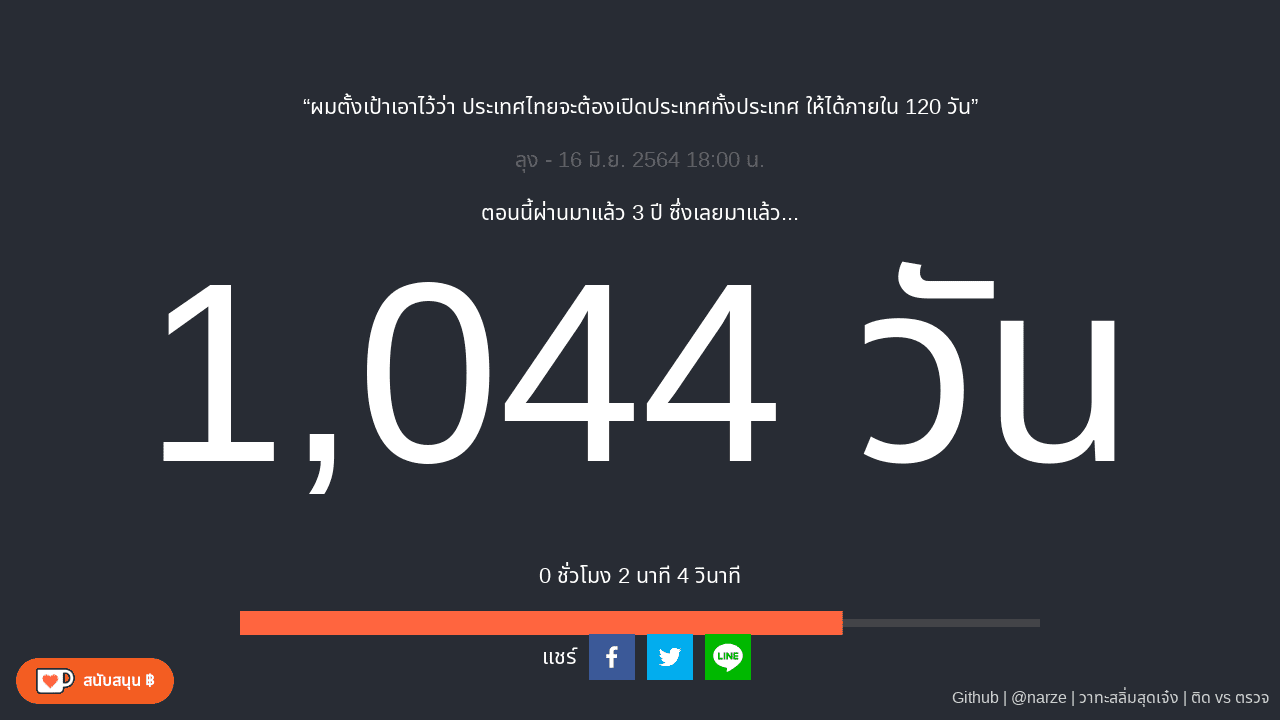 “ผมตั้งเป้าเอาไว้ว่า ประเทศไทยจะต้องเปิดประเทศทั้งประเทศ ให้ได้ภายใน 120 วัน”
ลุง - 16 มิ.ย. 2564 18:00 น.
ตอนนี้ผ่านมาแล้ว 3 ปี ซึ่งเลยมาแล้ว...
1,044 วัน
0 ชั่วโมง 2 นาที 4 วินาที
แชร์
LINE
สนับสนุน ฿
Github | @narze | วาทะสลิ่มสุดเจ๋ง | ติด vs ตรวจ